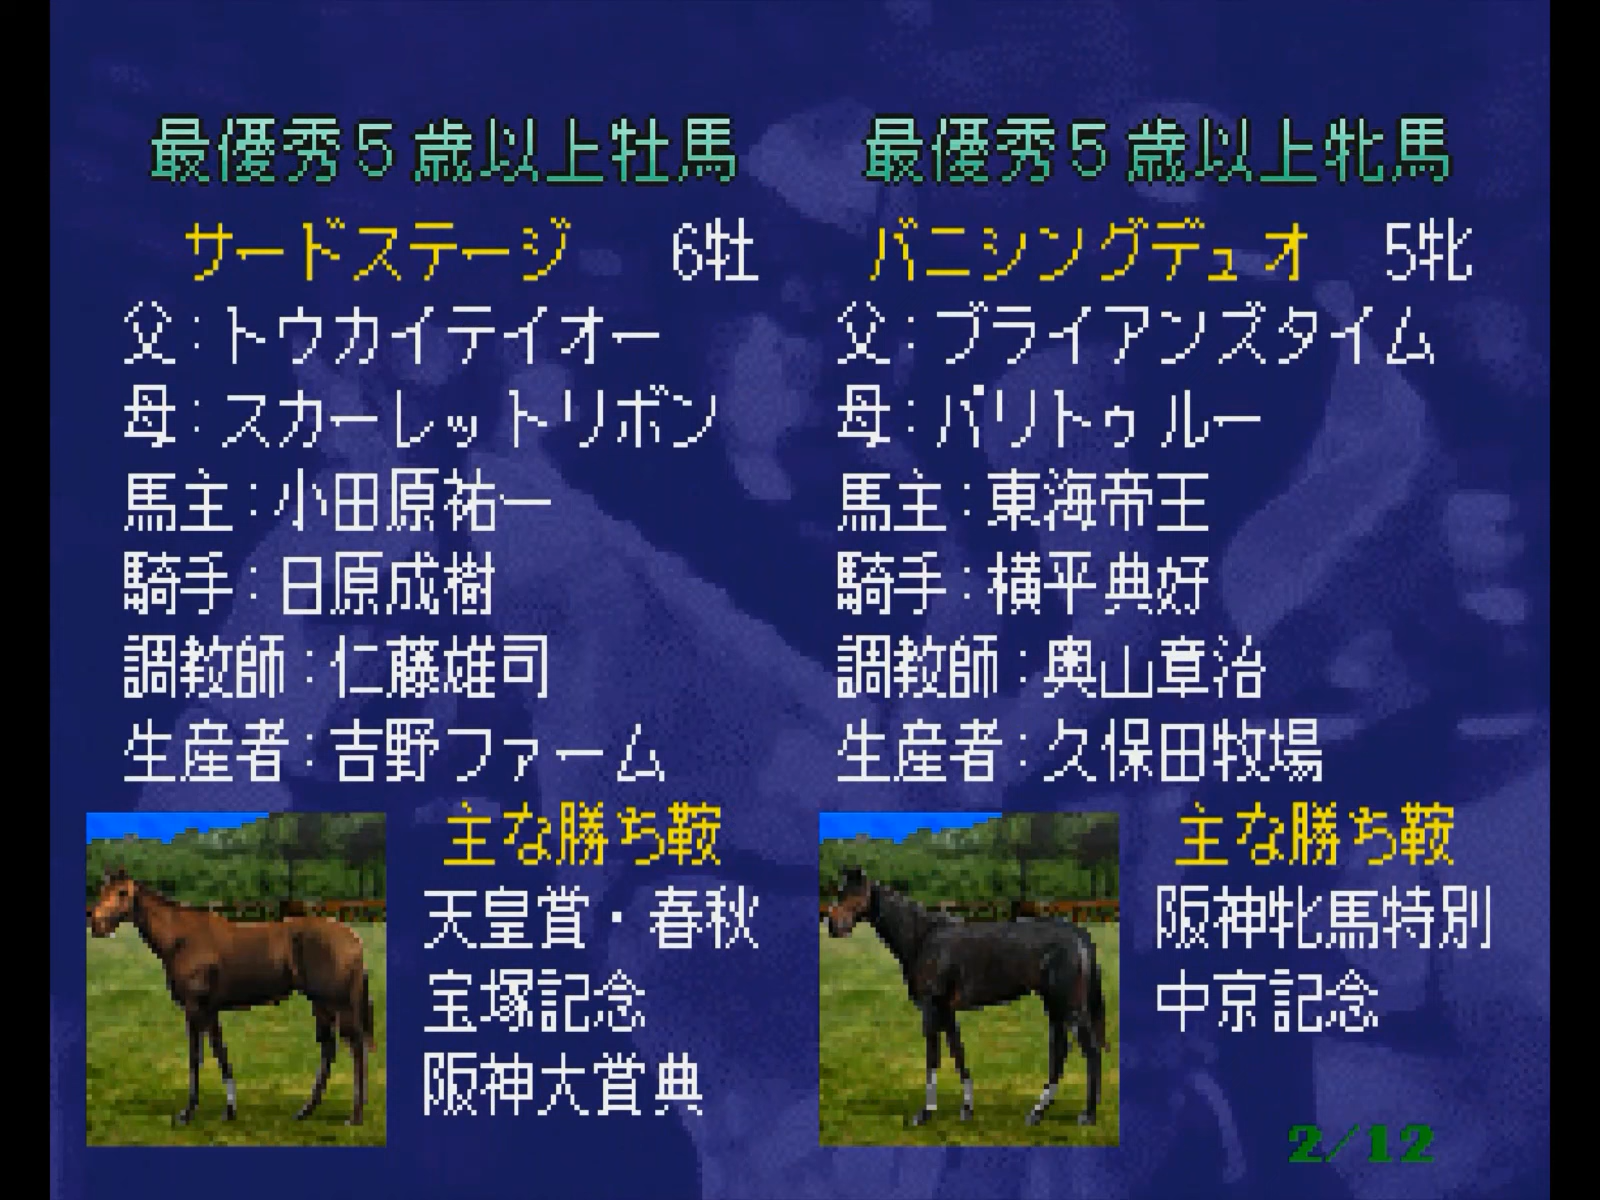 最優秀５歳以上牡馬
サードステージ 6牡
父:トウカイテイオー
母:スカーレットリボン
馬主:小田原祐一
騎手:日原成樹
調教師:仁藤雄司
生産者:吉野ファーム
主な勝ち鞍
天皇賞・春秋
宝塚記念
阪神大賞典
最優秀５歳以上牝馬
バニシングデュオ 5牝
父:ブライアンズタイム
母:パリトゥルー
馬主:東海帝王
騎手:横平典好
調教師:奥山章治
生産者:久保田牧場
主な勝ち鞍
阪神牝馬特別
中京記念
2/12